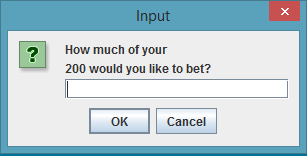 Input
How much of your
200 would you like to bet?
OK Cancel